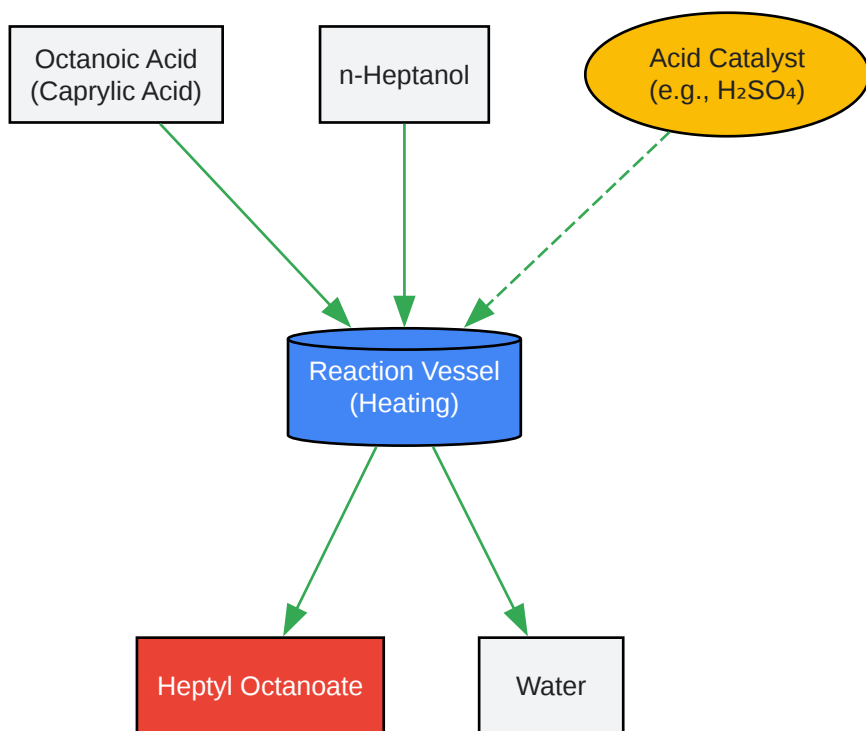 Octanoic Acid
(Caprylic Acid)
n-Heptanol
Acid Catalyst
(e.g., H₂SO₄)
Reaction Vessel
(Heating)
Heptyl Octanoate
Water